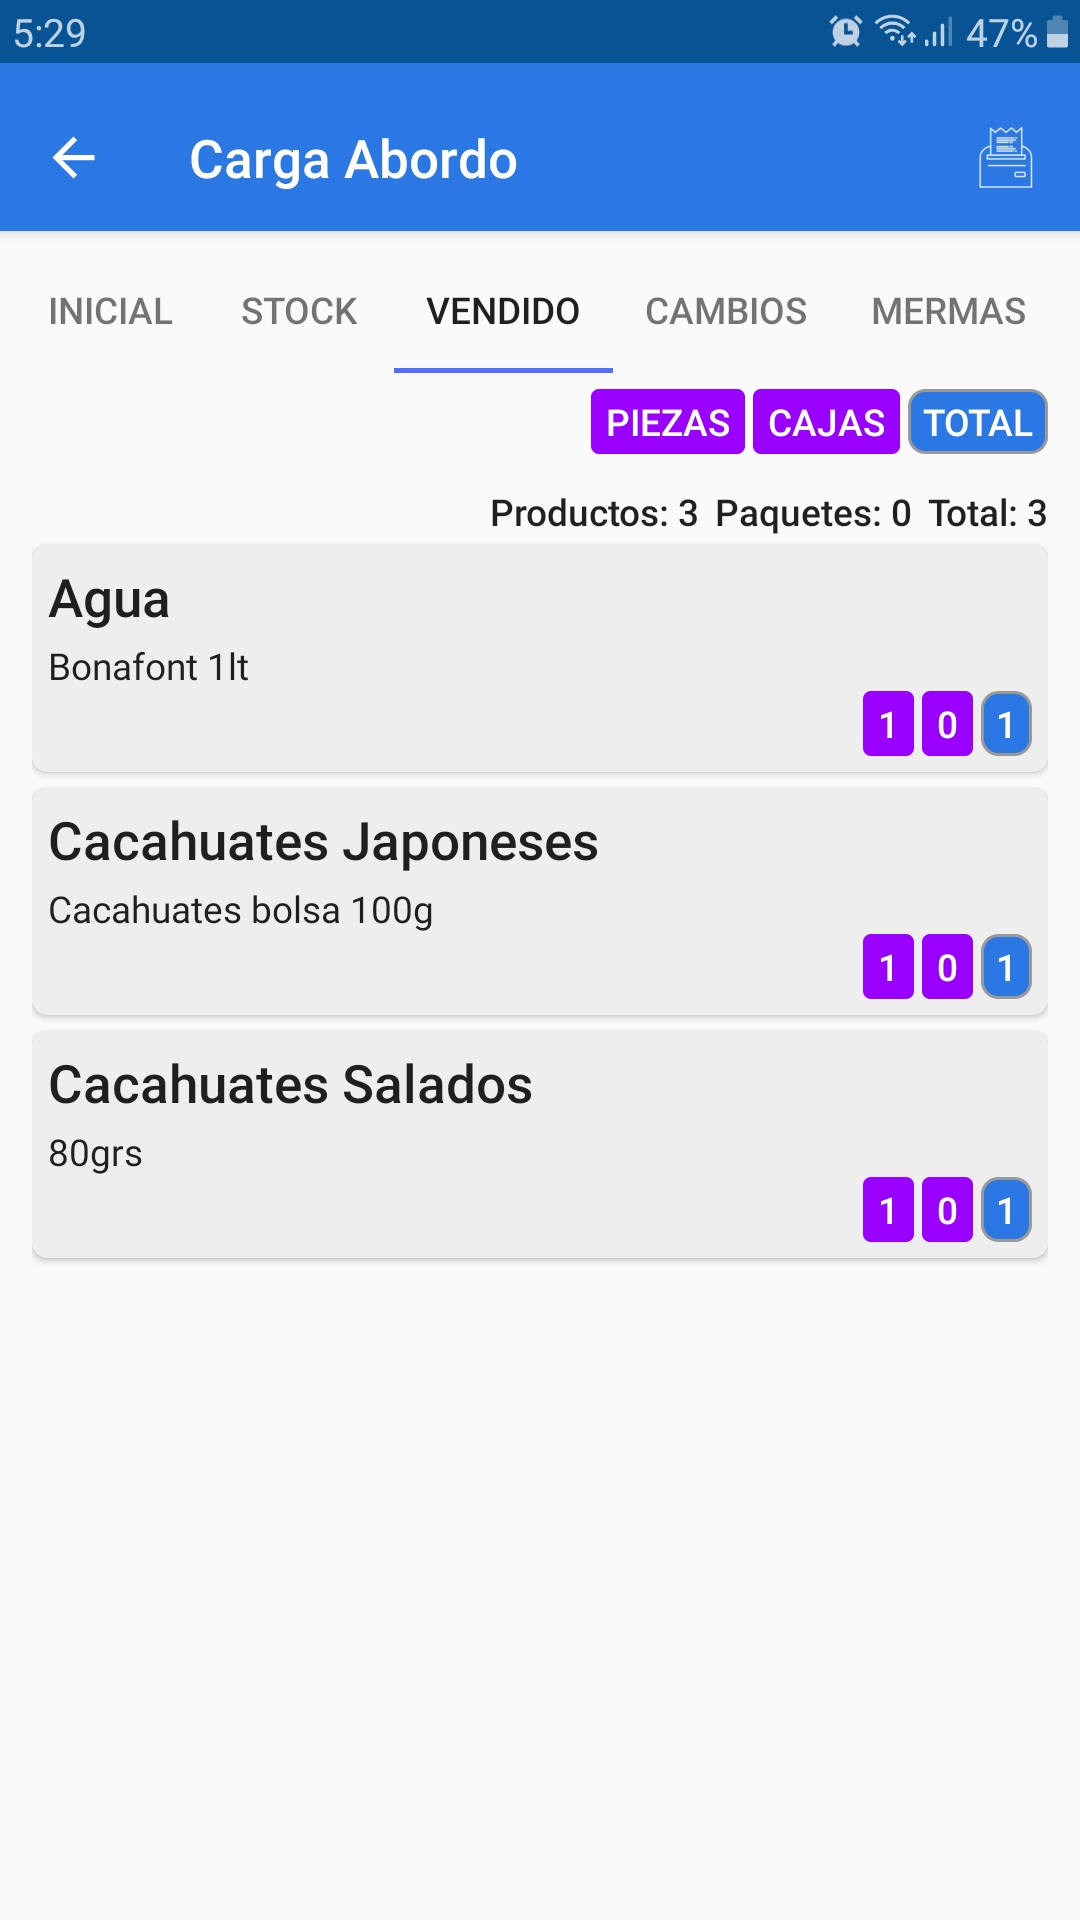 5:29 47%
Carga Abordo
INICIAL STOCK VENDIDO CAMBIOS MERMAS
PIEZAS CAJAS TOTAL
Productos: 3 Paquetes: 0 Total: 3
Agua
Bonafont 1lt
1 0 1
Cacahuates Japoneses
Cacahuates bolsa 100g
1 0 1
Cacahuates Salados
80grs
1 0 1